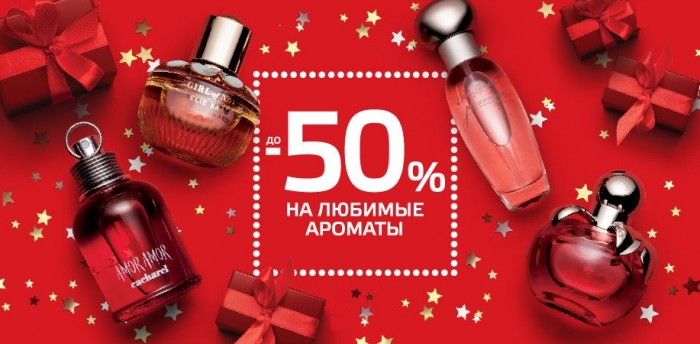 GIRL OF NOW
ELIE SAAB
до
-50%
НА ЛЮБИМЫЕ
АРОМАТЫ
AMOR AMOR
cacharel